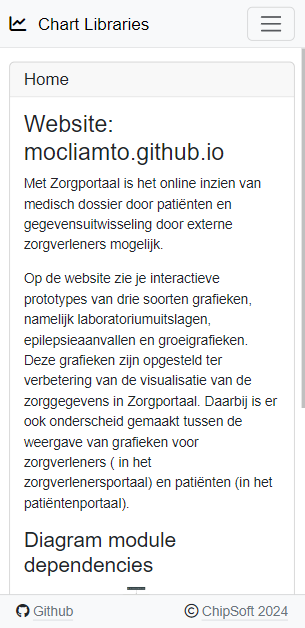 Chart Libraries
Home
Website:
mocliamto.github.io
Met Zorgportaal is het online inzien van
medisch dossier door patiënten en
gegevensuitwisseling door externe
zorgverleners mogelijk.
Op de website zie je interactieve
prototypes van drie soorten grafieken,
namelijk laboratoriumuitslagen,
epilepsieaanvallen en groeigrafieken.
Deze grafieken zijn opgesteld ter
verbetering van de visualisatie van de
zorggegevens in Zorgportaal. Daarbij is er
ook onderscheid gemaakt tussen de
weergave van grafieken voor
zorgverleners ( in het
zorgverlenersportaal) en patiënten (in het
patiëntenportaal).
Diagram module
dependencies
Github © ChipSoft 2024